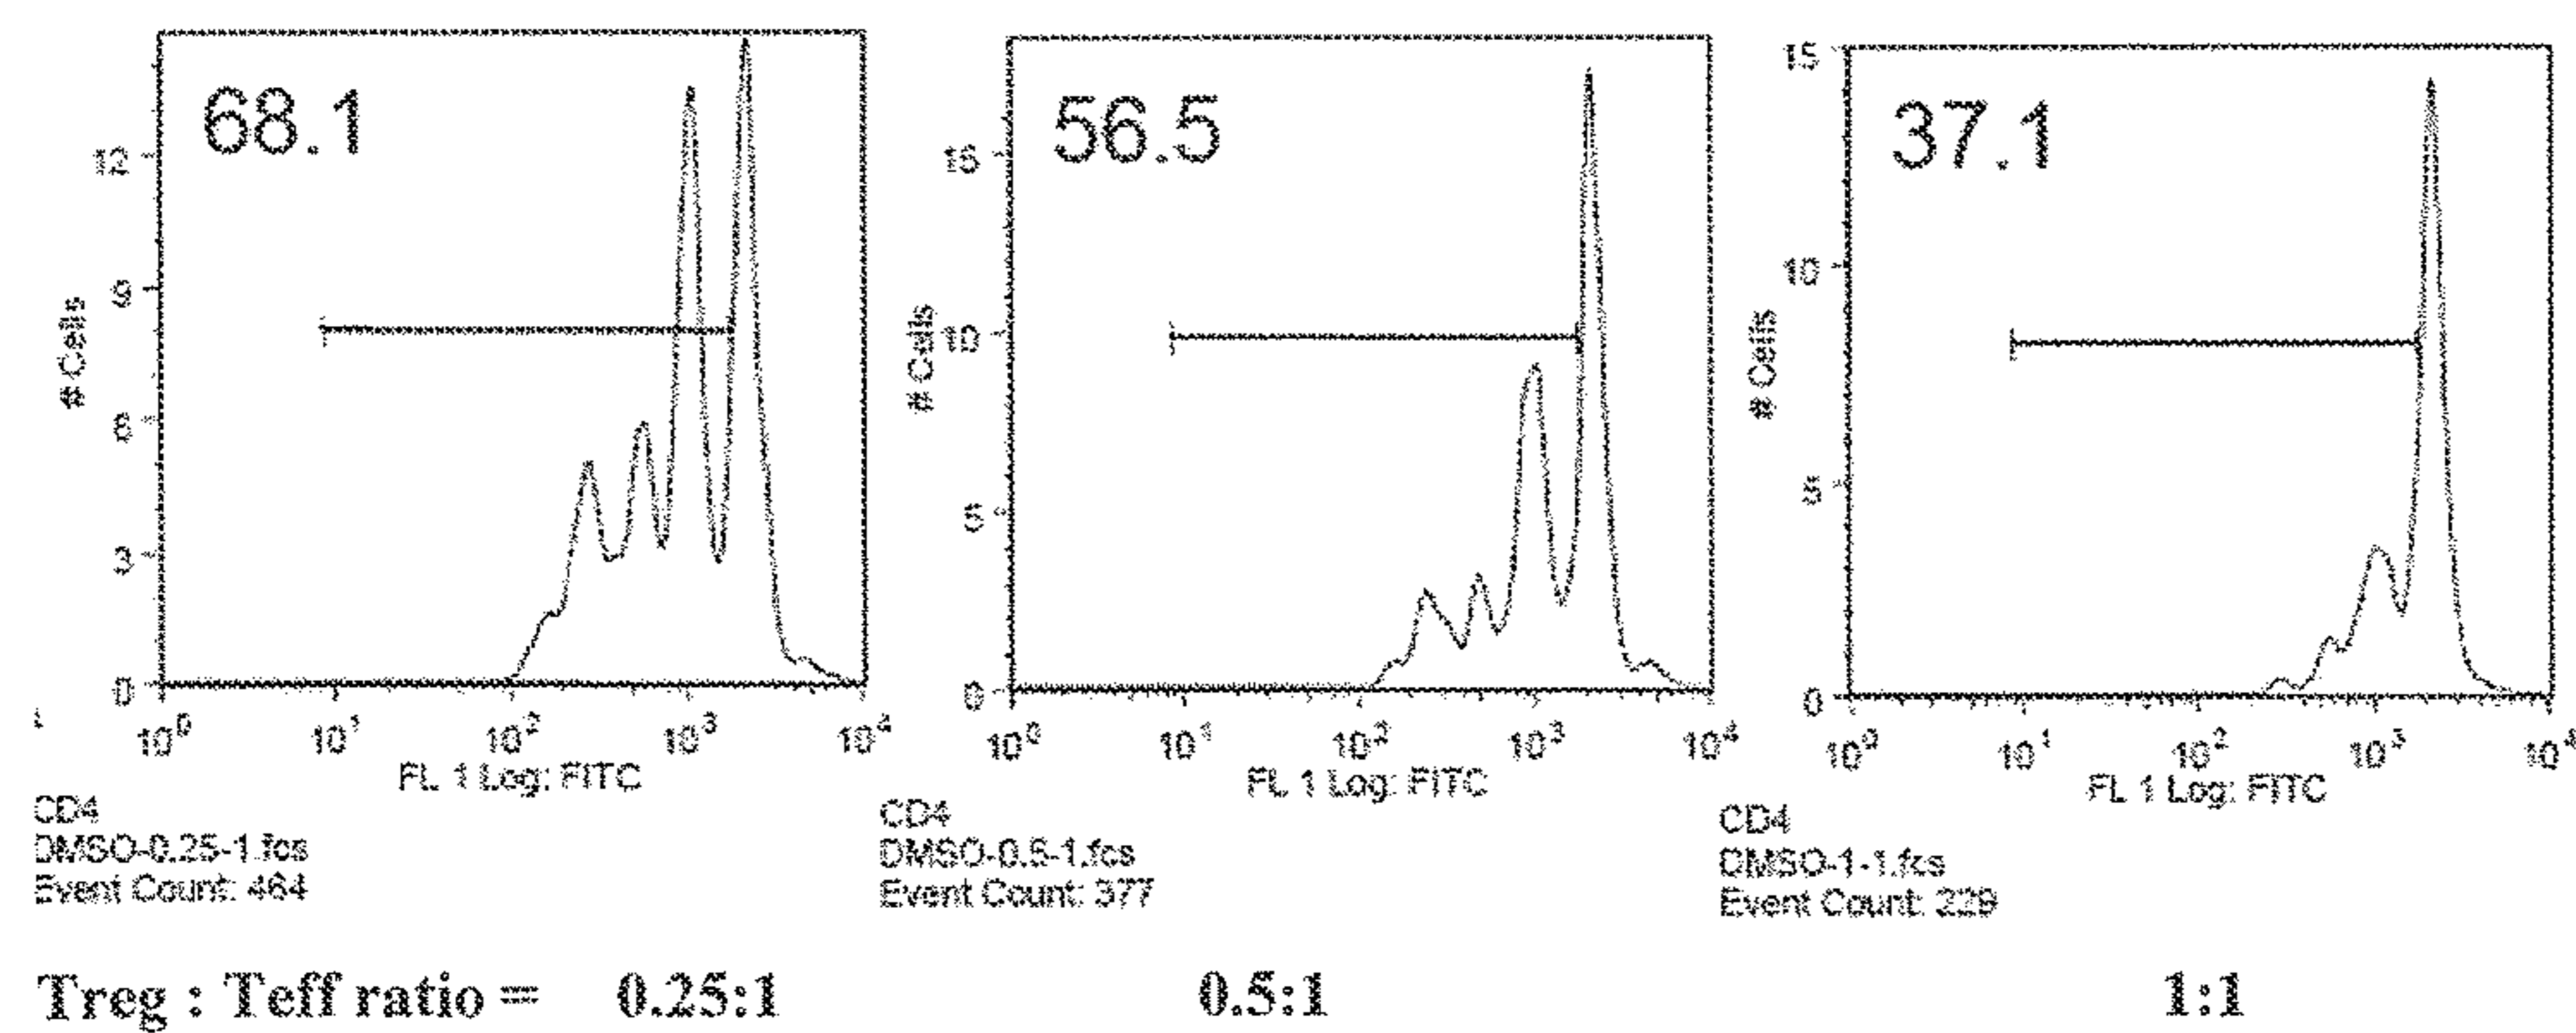 68.1
12
9
6
3
0
# Cells
10^0 10^1 10^2 10^3 10^4
FL 1 Log: FITC
CD4
DMSO-0.25-1.fcs
Event Count: 464
56.5
15
10
5
0
# Cells
10^0 10^1 10^2 10^3 10^4
FL 1 Log: FITC
CD4
DMSO-0.5-1.fcs
Event Count: 377
37.1
15
10
5
0
# Cells
10^0 10^1 10^2 10^3 10^4
FL 1 Log: FITC
CD4
DMSO-1-1.fcs
Event Count: 229
Treg : Teff ratio = 0.25:1 0.5:1 1:1